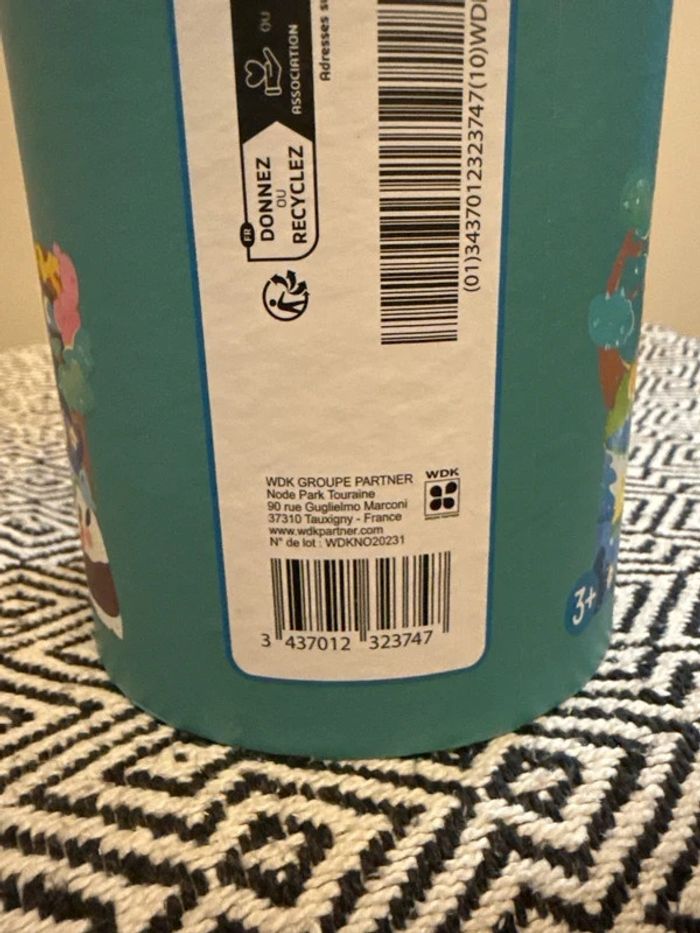 OU
ASSOCIATION
FR
DONNEZ
OU
RECYCLEZ
Adresses
(01)3437012323747(10)WD
WDK GROUPE PARTNER
Node Park Touraine
90 rue Guglielmo Marconi
37310 Tauxigny - France
www.wdkpartner.com
N° de lot : WDKNO20231
WDK
3 437012 323747
3+